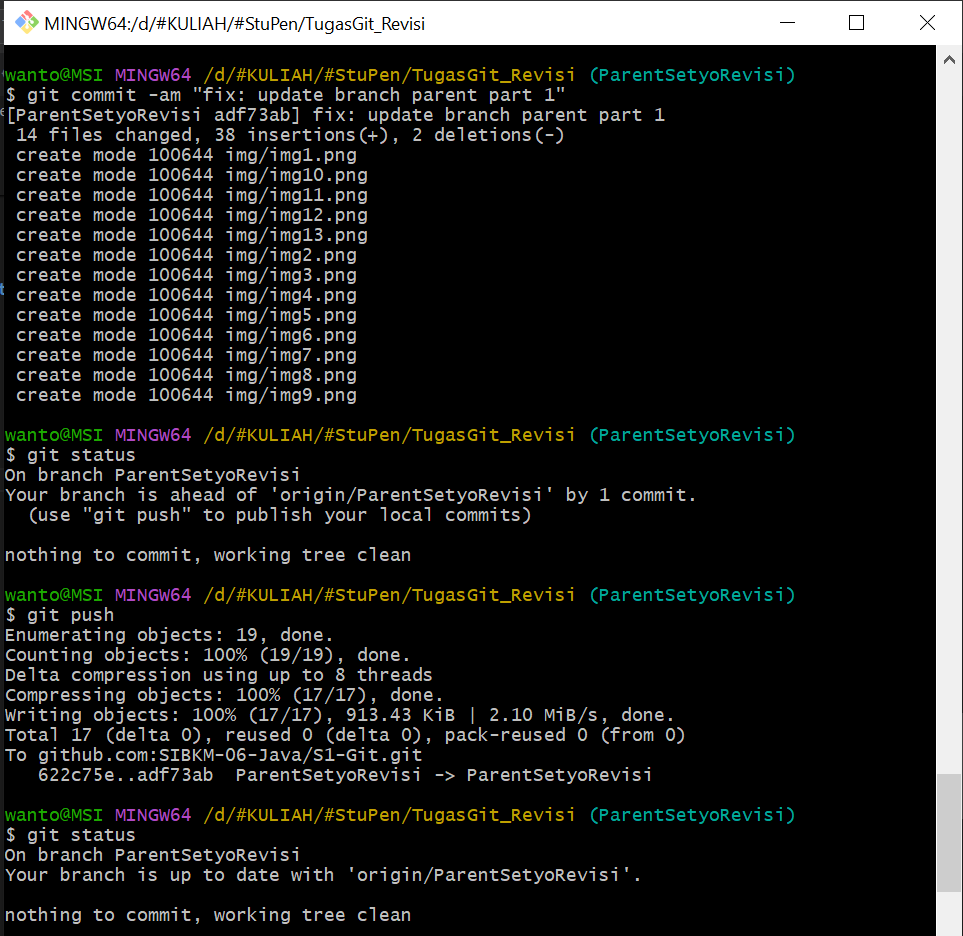 MINGW64:/d/#KULIAH/#StuPen/TugasGit_Revisi
wanto@MSI MINGW64 /d/#KULIAH/#StuPen/TugasGit_Revisi (ParentSetyoRevisi)
$ git commit -am "fix: update branch parent part 1"
[ParentSetyoRevisi adf73ab] fix: update branch parent part 1
 14 files changed, 38 insertions(+), 2 deletions(-)
 create mode 100644 img/img1.png
 create mode 100644 img/img10.png
 create mode 100644 img/img11.png
 create mode 100644 img/img12.png
 create mode 100644 img/img13.png
 create mode 100644 img/img2.png
 create mode 100644 img/img3.png
 create mode 100644 img/img4.png
 create mode 100644 img/img5.png
 create mode 100644 img/img6.png
 create mode 100644 img/img7.png
 create mode 100644 img/img8.png
 create mode 100644 img/img9.png
wanto@MSI MINGW64 /d/#KULIAH/#StuPen/TugasGit_Revisi (ParentSetyoRevisi)
$ git status
On branch ParentSetyoRevisi
Your branch is ahead of 'origin/ParentSetyoRevisi' by 1 commit.
  (use "git push" to publish your local commits)
nothing to commit, working tree clean
wanto@MSI MINGW64 /d/#KULIAH/#StuPen/TugasGit_Revisi (ParentSetyoRevisi)
$ git push
Enumerating objects: 19, done.
Counting objects: 100% (19/19), done.
Delta compression using up to 8 threads
Compressing objects: 100% (17/17), done.
Writing objects: 100% (17/17), 913.43 KiB | 2.10 MiB/s, done.
Total 17 (delta 0), reused 0 (delta 0), pack-reused 0 (from 0)
To github.com:SIBKM-06-Java/S1-Git.git
   622c75e..adf73ab  ParentSetyoRevisi -> ParentSetyoRevisi
wanto@MSI MINGW64 /d/#KULIAH/#StuPen/TugasGit_Revisi (ParentSetyoRevisi)
$ git status
On branch ParentSetyoRevisi
Your branch is up to date with 'origin/ParentSetyoRevisi'.
nothing to commit, working tree clean